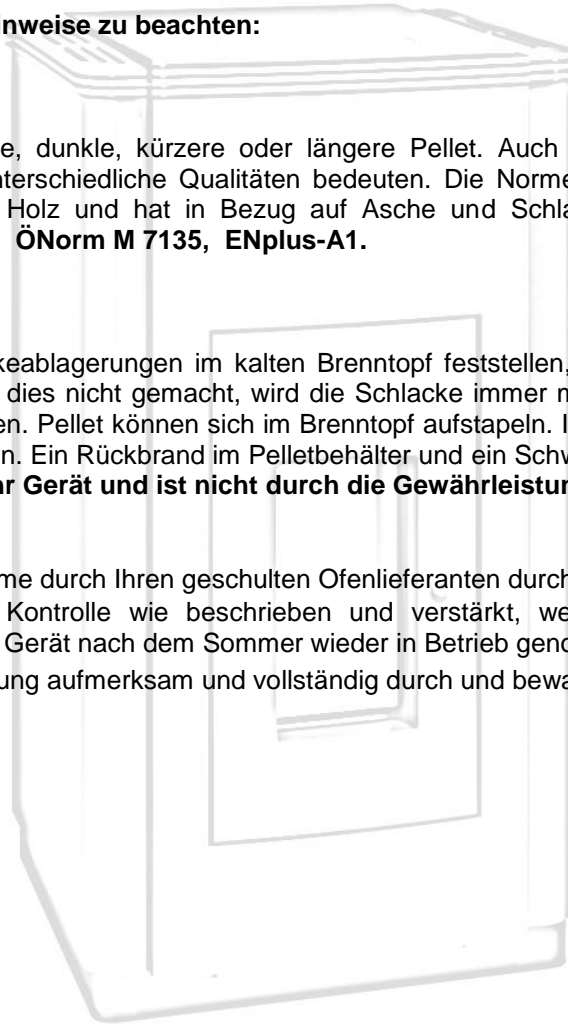 inweise zu beachten:
e, dunkle, kürzere oder längere Pellet. Auch
nterschiedliche Qualitäten bedeuten. Die Norme
Holz und hat in Bezug auf Asche und Schla
ÖNorm M 7135, ENplus-A1.
keablagerungen im kalten Brenntopf feststellen,
dies nicht gemacht, wird die Schlacke immer m
en. Pellet können sich im Brenntopf aufstapeln. I
n. Ein Rückbrand im Pelletbehälter und ein Schw
hr Gerät und ist nicht durch die Gewährleistun
me durch Ihren geschulten Ofenlieferanten durch
Kontrolle wie beschrieben und verstärkt, we
Gerät nach dem Sommer wieder in Betrieb geno
ung aufmerksam und vollständig durch und bewa